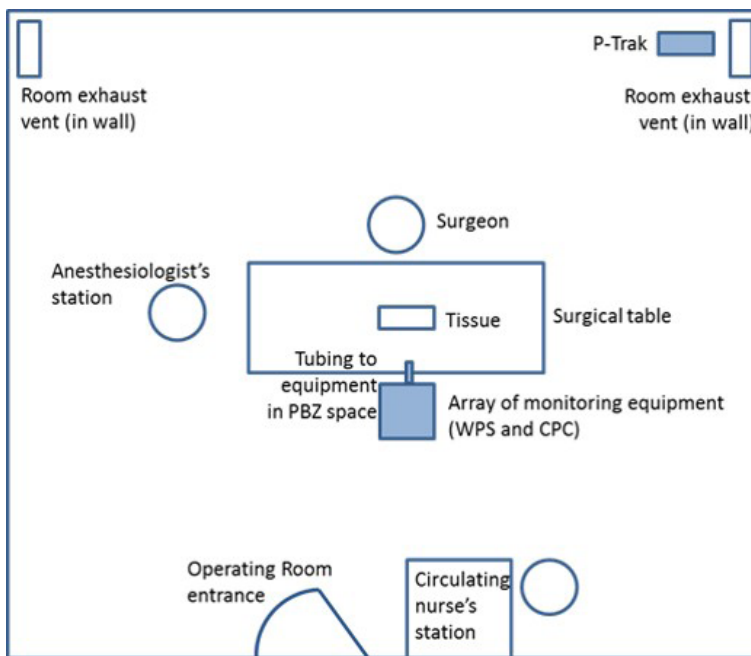 P-Trak
Room exhaust
vent (in wall)
Room exhaust
vent (in wall)
Surgeon
Anesthesiologist's
station
Tissue
Surgical table
Tubing to
equipment
in PBZ space
Array of monitoring equipment
(WPS and CPC)
Operating Room
entrance
Circulating
nurse's
station